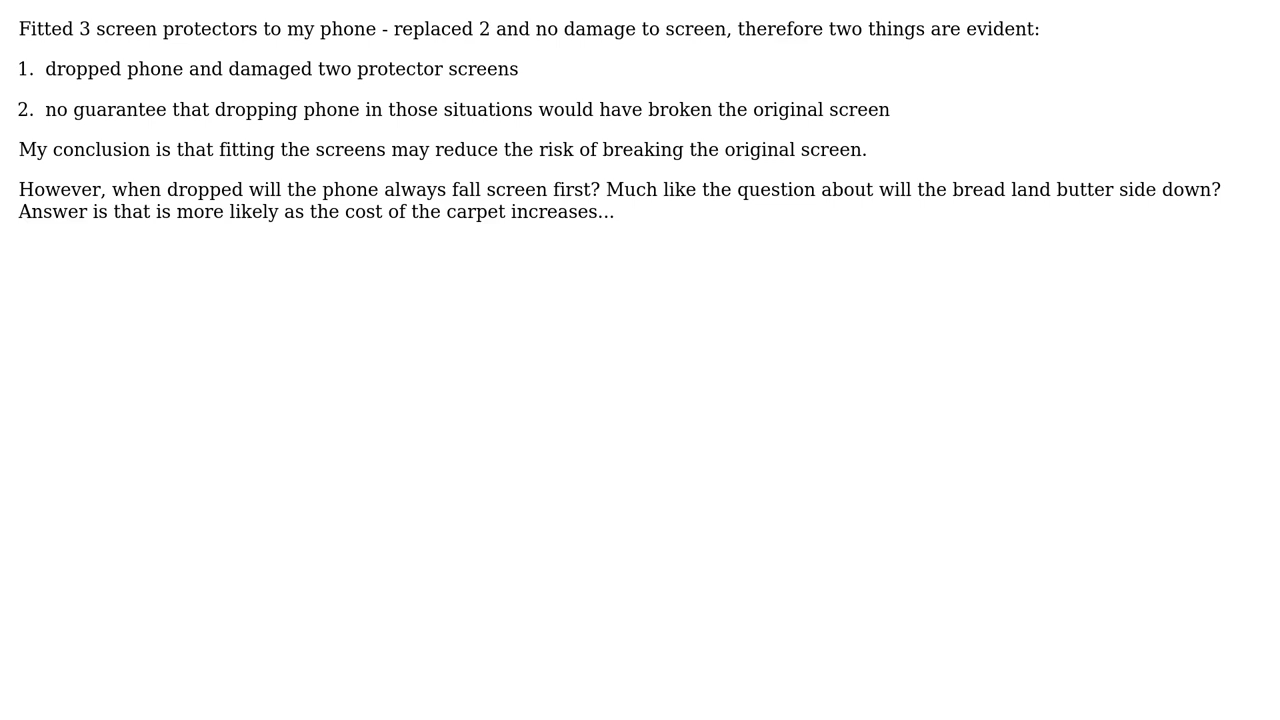 Fitted 3 screen protectors to my phone - replaced 2 and no damage to screen, therefore two things are evident:
1. dropped phone and damaged two protector screens
2. no guarantee that dropping phone in those situations would have broken the original screen
My conclusion is that fitting the screens may reduce the risk of breaking the original screen.
However, when dropped will the phone always fall screen first? Much like the question about will the bread land butter side down?
Answer is that is more likely as the cost of the carpet increases...